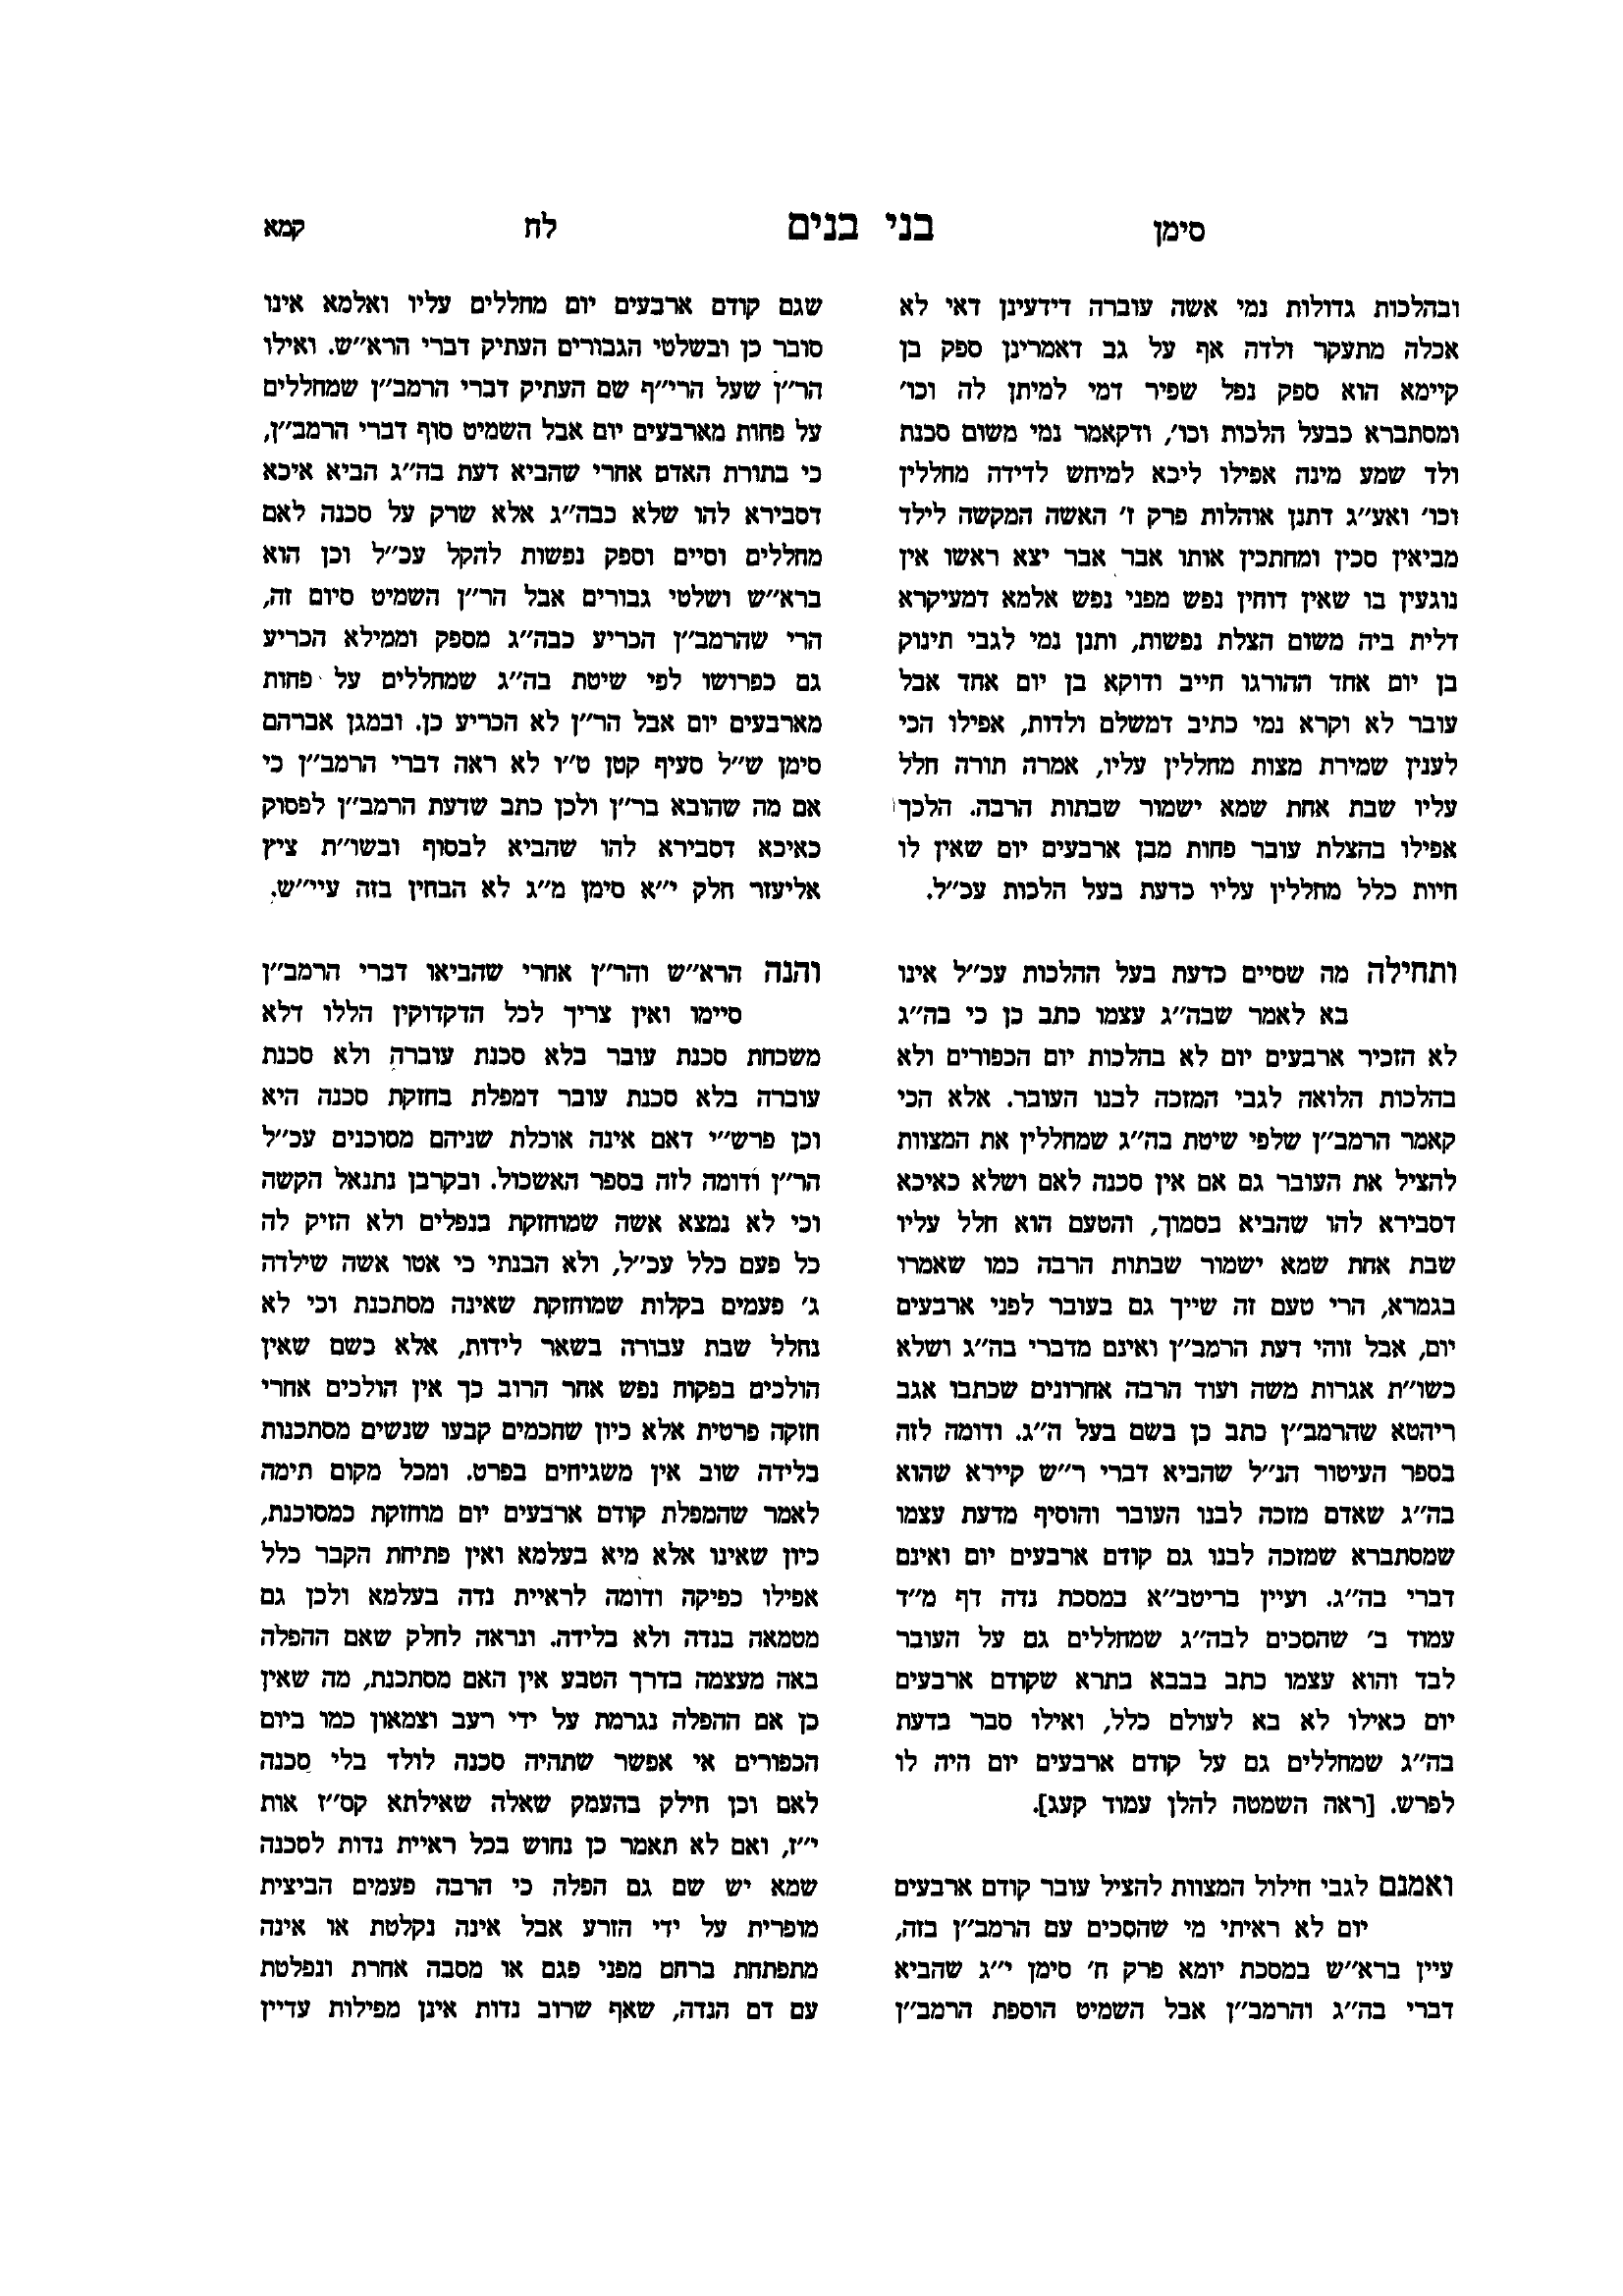 סימן בני בנים לח קמא
ובהלכות גדולות נמי אשה עוברה דידעינן דאי לא
אכלה מתעקר ולדה אף על גב דאמרינן ספק בן
קיימא הוא ספק נפל שפיר דמי למיתן לה וכו׳
ומסתברא כבעל הלכות וכו׳, ודקאמר נמי משום סכנת
ולד שמע מינה אפילו ליכא למיחש לדידה מחללין
וכו׳ ואע״ג דתנן אוהלות פרק ז׳ האשה המקשה לילד
מביאין סכין ומחתכין אותו אבר אבר יצא ראשו אין
נוגעין בו שאין דוחין נפש מפני נפש אלמא דמעיקרא
דלית ביה משום הצלת נפשות, ותנן נמי לגבי תינוק
בן יום אחד ההורגו חייב ודוקא בן יום אחד אבל
עובר לא וקרא נמי כתיב דמשלם ולדות, אפילו הכי
לענין שמירת מצות מחללין עליו, אמרה תורה חלל
עליו שבת אחת שמא ישמור שבתות הרבה. הלכך
אפילו בהצלת עובר פחות מבן ארבעים יום שאין לו
חיות כלל מחללין עליו כדעת בעל הלכות עכ״ל.
ותחילה מה שסיים כדעת בעל ההלכות עכ״ל אינו
בא לאמר שבה״ג עצמו כתב כן כי בה״ג
לא הזכיר ארבעים יום לא בהלכות יום הכפורים ולא
בהלכות הלואה לגבי המזכה לבנו העובר. אלא הכי
קאמר הרמב״ן שלפי שיטת בה״ג שמחללין את המצוות
להציל את העובר גם אם אין סכנה לאם ושלא כאיכא
דסבירא להו שהביא בסמוך, והטעם הוא חלל עליו
שבת אחת שמא ישמור שבתות הרבה כמו שאמרו
בגמרא, הרי טעם זה שייך גם בעובר לפני ארבעים
יום, אבל זוהי דעת הרמב״ן ואינם מדברי בה״ג ושלא
כשו״ת אגרות משה ועוד הרבה אחרונים שכתבו אגב
ריהטא שהרמב״ן כתב כן בשם בעל ה״ג. ודומה לזה
בספר העיטור הנ״ל שהביא דברי ר״ש קיירא שהוא
בה״ג שאדם מזכה לבנו העובר והוסיף מדעת עצמו
שמסתברא שמזכה לבנו גם קודם ארבעים יום ואינם
דברי בה״ג. ועיין בריטב״א במסכת נדה דף מ״ד
עמוד ב׳ שהסכים לבה״ג שמחללים גם על העובר
לבד והוא עצמו כתב בבבא בתרא שקודם ארבעים
יום כאילו לא בא לעולם כלל, ואילו סבר בדעת
בה״ג שמחללים גם על קודם ארבעים יום היה לו
לפרש. [ראה השמטה להלן עמוד קעג].
ואמנם לגבי חילול המצוות להציל עובר קודם ארבעים
יום לא ראיתי מי שהסכים עם הרמב״ן בזה,
עיין ברא״ש במסכת יומא פרק ח׳ סימן י״ג שהביא
דברי בה״ג והרמב״ן אבל השמיט הוספת הרמב״ן
שגם קודם ארבעים יום מחללים עליו ואלמא אינו
סובר כן ובשלטי הגבורים העתיק דברי הרא״ש. ואילו
הר״ן שעל הרי״ף שם העתיק דברי הרמב״ן שמחללים
על פחות מארבעים יום אבל השמיט סוף דברי הרמב״ן,
כי בתורת האדם אחרי שהביא דעת בה״ג הביא איכא
דסבירא להו שלא כבה״ג אלא שרק על סכנה לאם
מחללים וסיים וספק נפשות להקל עכ״ל וכן הוא
ברא״ש ושלטי גבורים אבל הר״ן השמיט סיום זה,
הרי שהרמב״ן הכריע כבה״ג מספק וממילא הכריע
גם כפרושו לפי שיטת בה״ג שמחללים על פחות
מארבעים יום אבל הר״ן לא הכריע כן. ובמגן אברהם
סימן ש״ל סעיף קטן ט״ו לא ראה דברי הרמב״ן כי
אם מה שהובא בר״ן ולכן כתב שדעת הרמב״ן לפסוק
כאיכא דסבירא להו שהביא לבסוף ובשו״ת ציץ
אליעזר חלק י״א סימן מ״ג לא הבחין בזה עיי״ש.
והנה הרא״ש והר״ן אחרי שהביאו דברי הרמב״ן
סיימו ואין צריך לכל הדקדוקין הללו דלא
משכחת סכנת עובר בלא סכנת עוברה ולא סכנת
עוברה בלא סכנת עובר דמפלת בחזקת סכנה היא
וכן פרש״י דאם אינה אוכלת שניהם מסוכנים עכ״ל
הר״ן ודומה לזה בספר האשכול. ובקרבן נתנאל הקשה
וכי לא נמצא אשה שמוחזקת בנפלים ולא הזיק לה
כל פעם כלל עכ״ל, ולא הבנתי כי אטו אשה שילדה
ג׳ פעמים בקלות שמוחזקת שאינה מסתכנת וכי לא
נחלל שבת עבורה בשאר לידות, אלא כשם שאין
הולכים בפקוח נפש אחר הרוב כך אין הולכים אחרי
חזקה פרטית אלא כיון שחכמים קבעו שנשים מסתכנות
בלידה שוב אין משגיחים בפרט. ומכל מקום תימה
לאמר שהמפלת קודם ארבעים יום מוחזקת כמסוכנת,
כיון שאינו אלא מיא בעלמא ואין פתיחת הקבר כלל
אפילו כפיקה ודומה לראיית נדה בעלמא ולכן גם
מטמאה בנדה ולא בלידה. ונראה לחלק שאם ההפלה
באה מעצמה בדרך הטבע אין האם מסתכנת, מה שאין
כן אם ההפלה נגרמת על ידי רעב וצמאון כמו ביום
הכפורים אי אפשר שתהיה סכנה לולד בלי סכנה
לאם וכן חילק בהעמק שאלה שאילתא קס״ז אות
י״ז, ואם לא תאמר כן נחוש בכל ראיית נדות לסכנה
שמא יש שם גם הפלה כי הרבה פעמים הביצית
מופרית על ידי הזרע אבל אינה נקלטת או אינה
מתפתחת ברחם מפני פגם או מסבה אחרת ונפלטת
עם דם הנדה, שאף שרוב נדות אינן מפילות עדיין